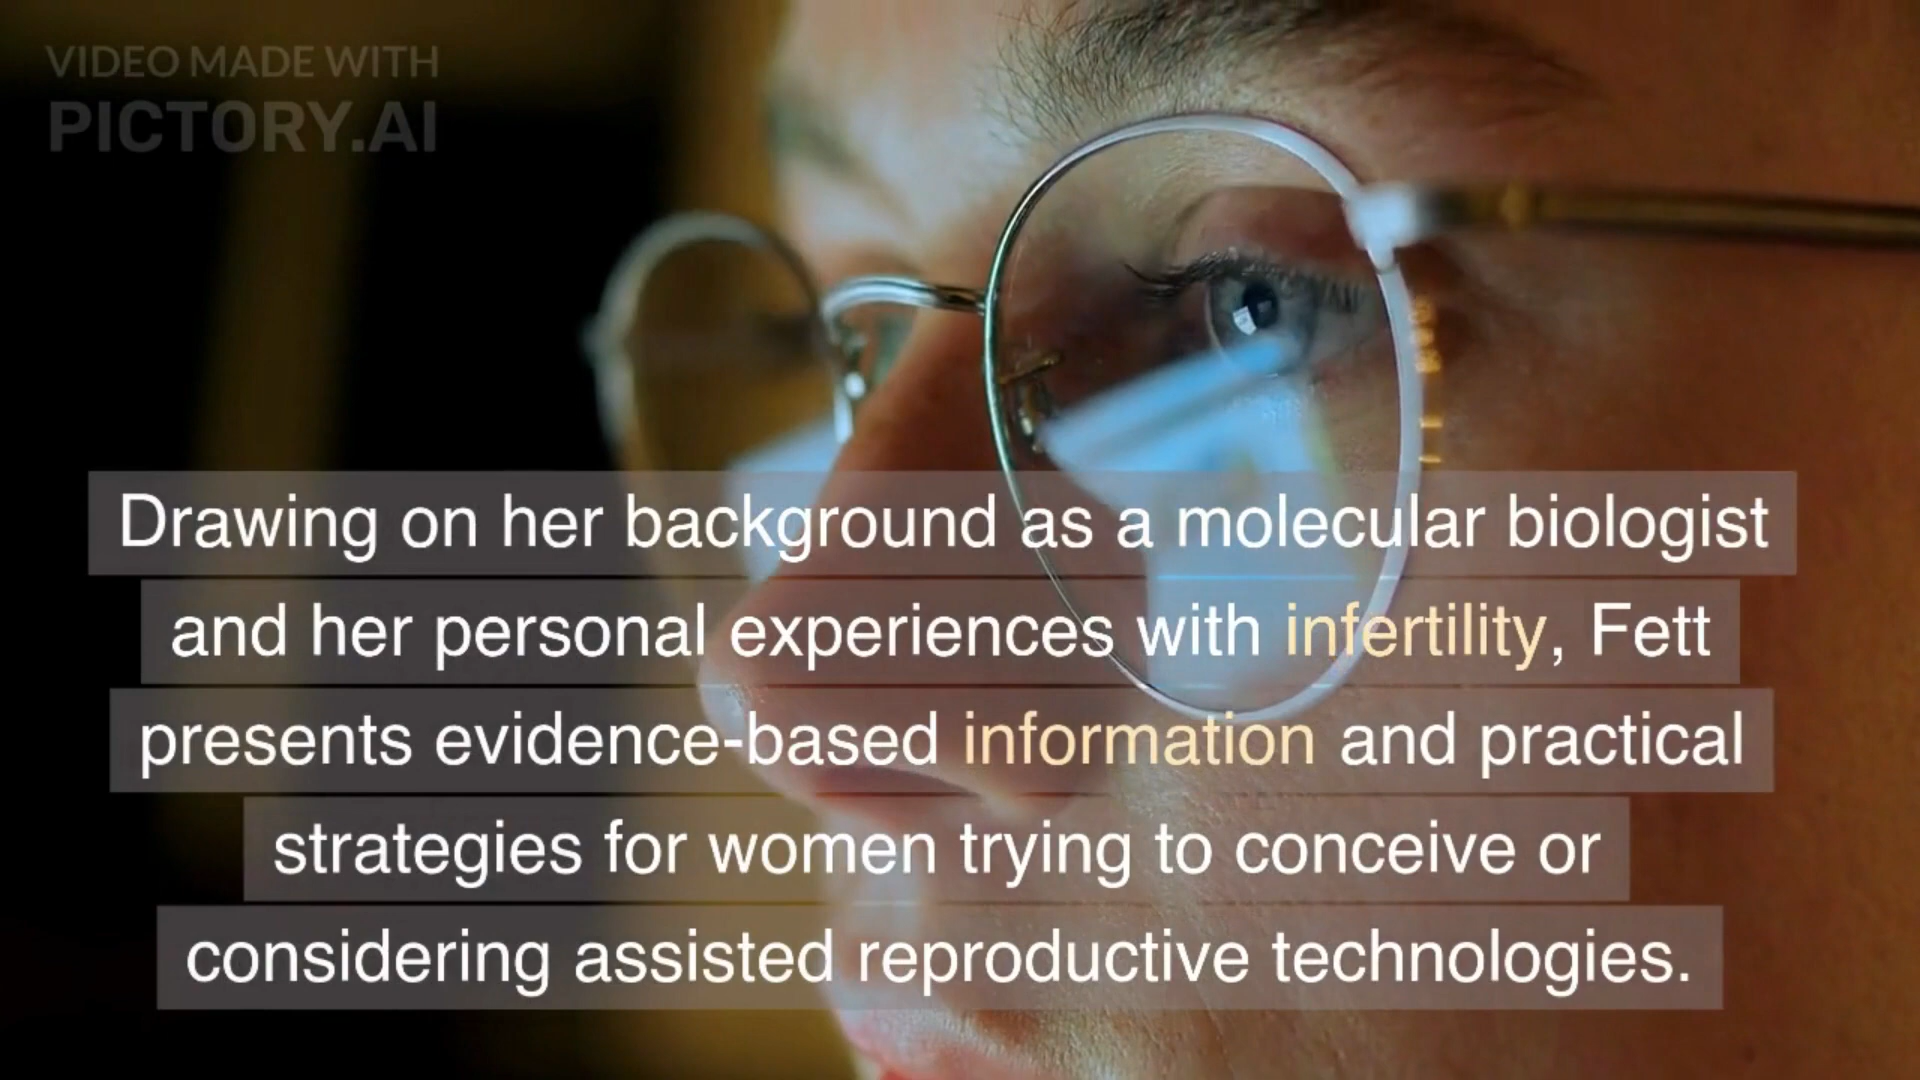 VIDEO MADE WITH
PICTORY.AI
Drawing on her background as a molecular biologist
and her personal experiences with infertility, Fett
presents evidence-based information and practical
strategies for women trying to conceive or
considering assisted reproductive technologies.